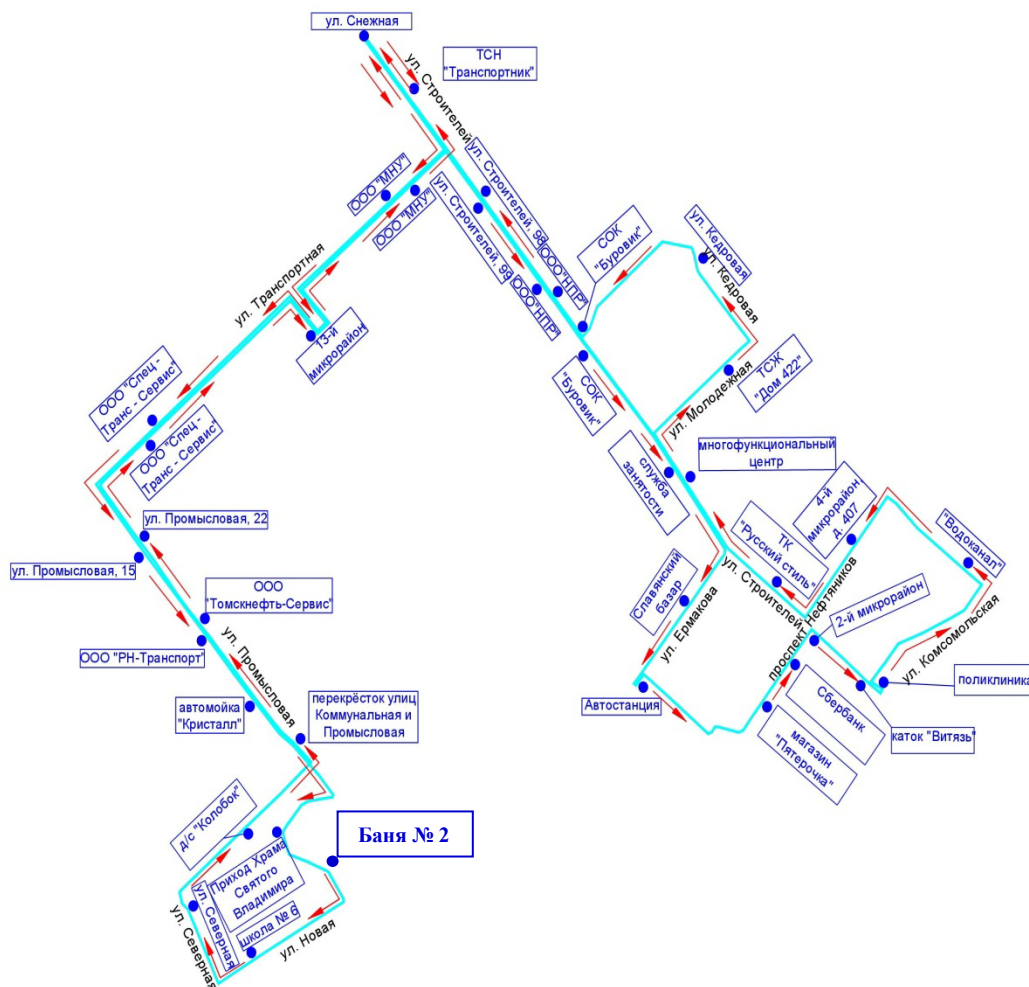 ул. Снежная
ТСН
"Транспортник"
ул. Строителей
ООО "МНУ"
ООО "МНУ"
ул. Строителей, 98
ул. Строителей, 99
ООО"НПР"
ООО"НПР"
СОК
"Буровик"
ул. Кедровая
ул. Кедровая
ул. Транспортная
13-й
микрорайон
СОК
"Буровик"
ТСЖ
"Дом 422"
ул. Молодежная
ООО "Спец -
Транс - Сервис"
ООО "Спец -
Транс - Сервис"
многофункциональный
центр
служба
занятости
4-й
микрорайон
д. 407
"Водоканал"
ТК
"Русский стиль"
ул. Промысловая, 22
ул. Промысловая, 15
Славянский
базар
ул. Строителей
ул. Ермакова
проспект Нефтяников
2-й микрорайон
ул. Комсомольская
ООО
"Томскнефть-Сервис"
ООО "РН-Транспорт"
ул. Промысловая
поликлиника
Автостанция
Сбербанк
каток "Витязь"
магазин
"Пятерочка"
автомойка
"Кристалл"
перекрёсток улиц
Коммунальная и
Промысловая
д/с "Колобок"
Баня № 2
Приход Храма
Святого
Владимира
ул. Северная
ул. Северная
школа № 6
ул. Новая